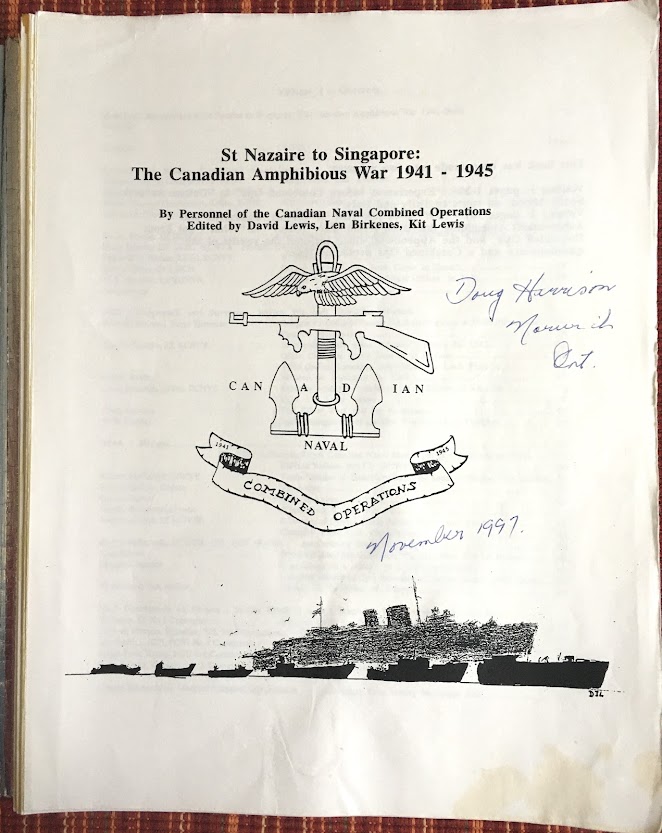 St Nazaire to Singapore:
The Canadian Amphibious War 1941 - 1945
By Personnel of the Canadian Naval Combined Operations
Edited by David Lewis, Len Birkenes, Kit Lewis
Doug Harrison
Norwich
Ont.
CAN A D IAN
NAVAL
1941 1945
COMBINED OPERATIONS
November 1997.
DJL